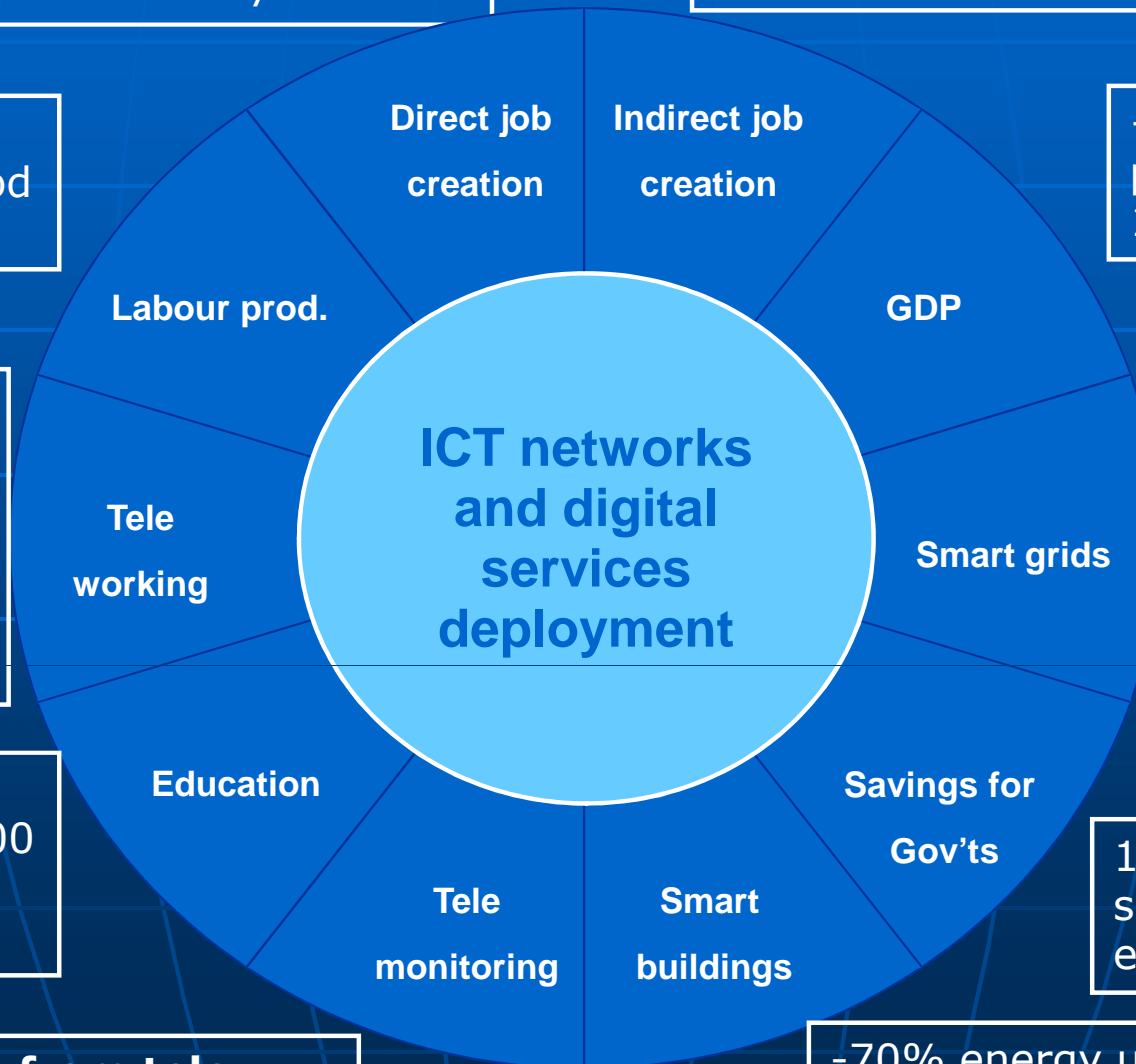 Direct job
creation
Indirect job
creation
Labour prod.
GDP
ICT networks
and digital
services
deployment
Tele
working
Smart grids
Education
Savings for
Gov’ts
Tele
monitoring
Smart
buildings
00
-70% energy